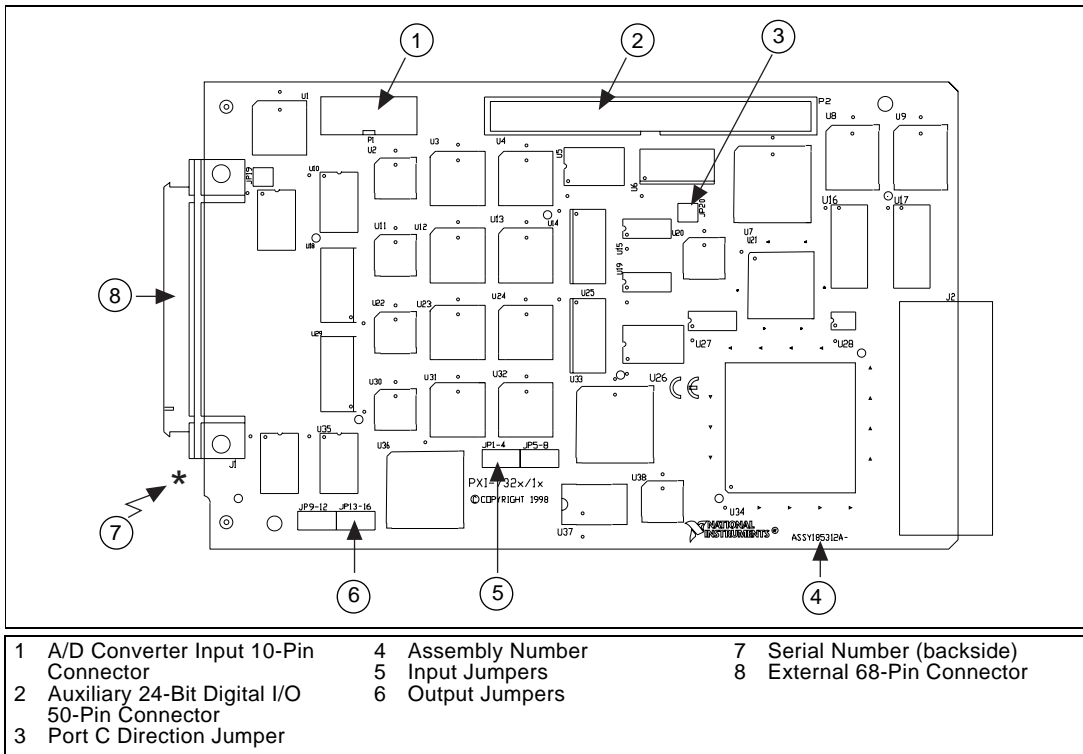 1
2
3
U1
P1
P2
U2
U3
U4
U5
U6
U8
U9
JP19
U10
JP20
U11
U12
U13
U14
U15
U20
U7
U21
U16
U17
U18
U19
8
U22
U23
U24
U25
J2
U27
U28
U29
U30
U31
U32
U33
U26
CE
J1
U35
U36
JP1-4
JP5-8
PXI-732x/1x
©COPYRIGHT 1998
*
JP9-12
JP13-16
U37
U38
U34
NATIONAL
INSTRUMENTS ®
ASSY185312A-
7
6
5
4
1 A/D Converter Input 10-Pin
Connector
2 Auxiliary 24-Bit Digital I/O
50-Pin Connector
3 Port C Direction Jumper
4 Assembly Number
5 Input Jumpers
6 Output Jumpers
7 Serial Number (backside)
8 External 68-Pin Connector